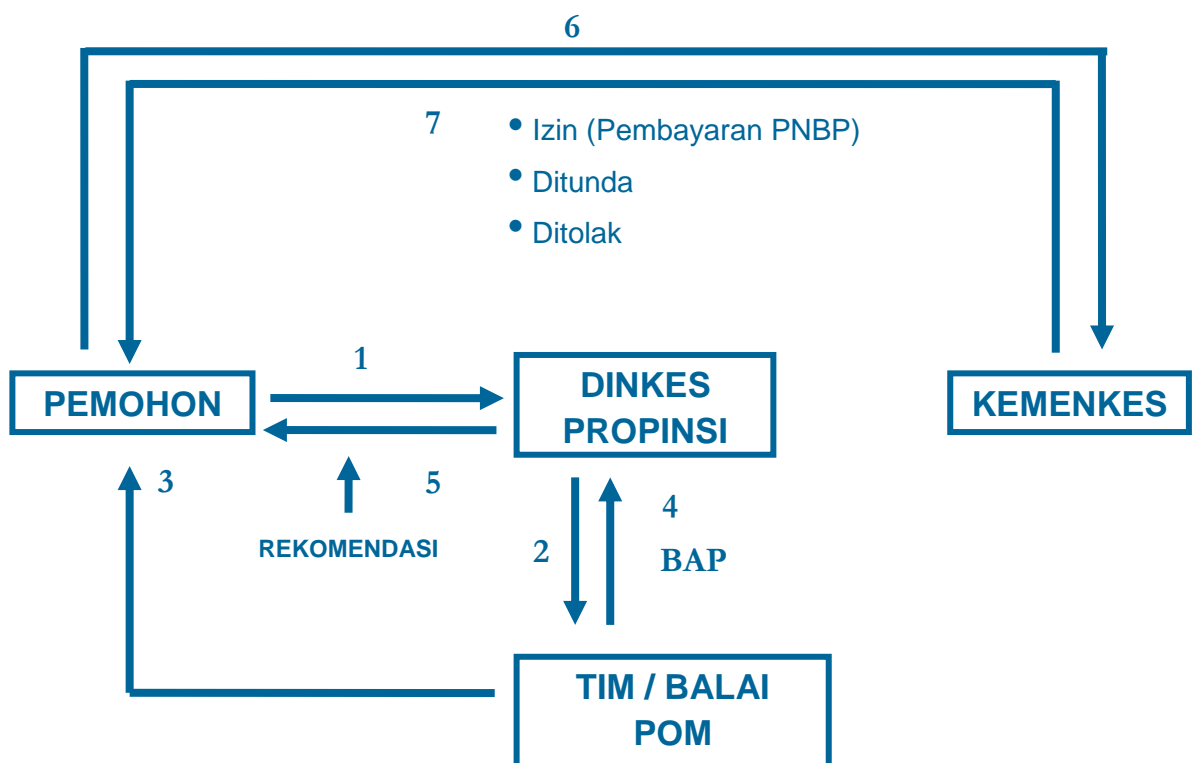 6
7
• Izin (Pembayaran PNBP)
• Ditunda
• Ditolak
1
PEMOHON
DINKES
PROPINSI
KEMENKES
3
5
4
REKOMENDASI
2
BAP
TIM / BALAI
POM